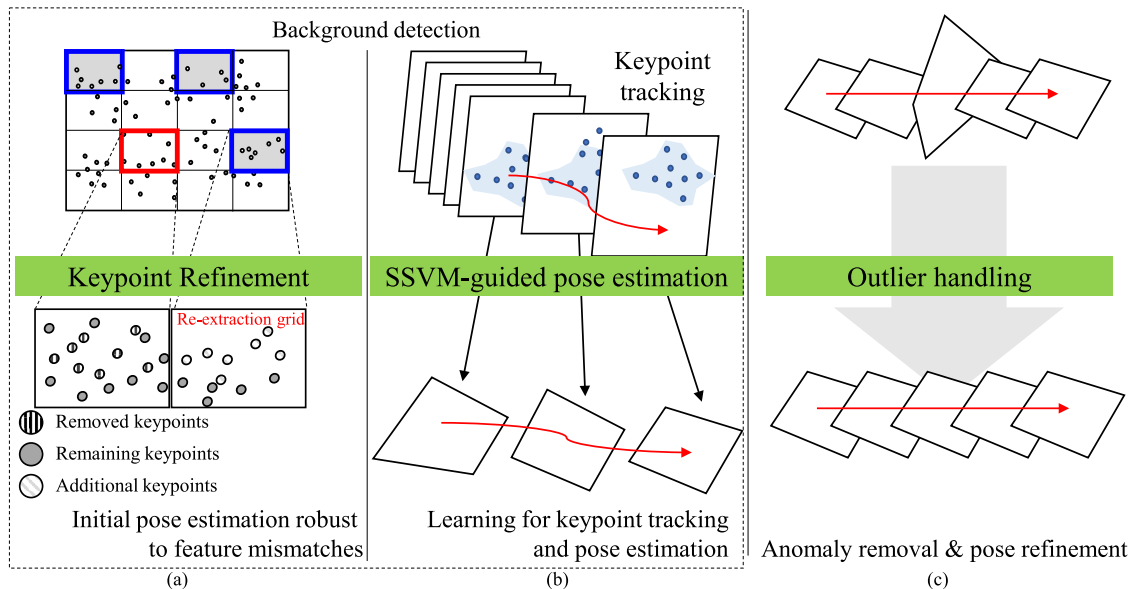 Background detection
Keypoint
tracking
Keypoint Refinement
SSVM-guided pose estimation
Outlier handling
Re-extraction grid
Removed keypoints
Remaining keypoints
Additional keypoints
Initial pose estimation robust
to feature mismatches
Learning for keypoint tracking
and pose estimation
Anomaly removal & pose refinement
(a)
(b)
(c)